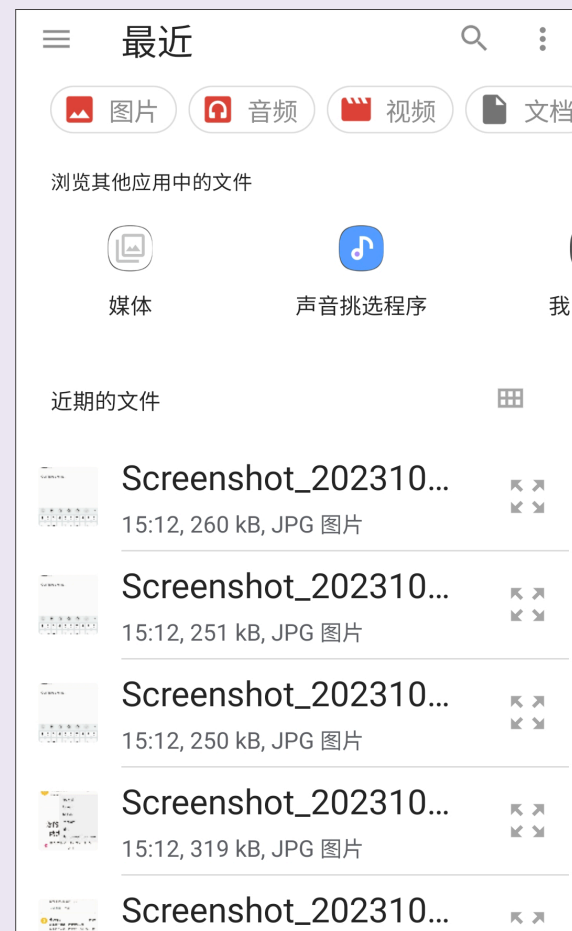 最近
图片 音频 视频 文档
浏览其他应用中的文件
媒体 声音挑选程序 我
近期的文件
Screenshot_202310...
15:12, 260 kB, JPG 图片
Screenshot_202310...
15:12, 251 kB, JPG 图片
Screenshot_202310...
15:12, 250 kB, JPG 图片
Screenshot_202310...
15:12, 319 kB, JPG 图片
Screenshot_202310...